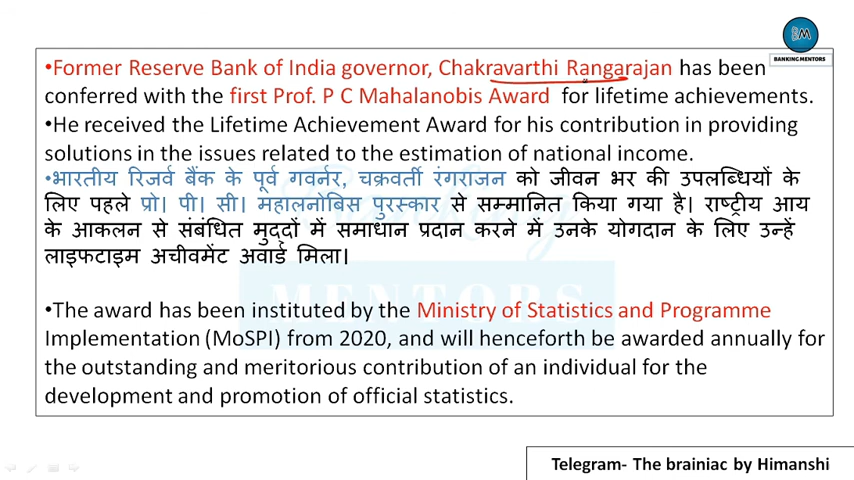 BANKING MENTORS
•Former Reserve Bank of India governor, Chakravarthi Rangarajan has been
conferred with the first Prof. P C Mahalanobis Award for lifetime achievements.
•He received the Lifetime Achievement Award for his contribution in providing
solutions in the issues related to the estimation of national income.
•भारतीय रिजर्व बैंक के पूर्व गवर्नर, चक्रवर्ती रंगराजन को जीवन भर की उपलब्धियों के
लिए पहले प्रो। पी। सी। महालनोबिस पुरस्कार से सम्मानित किया गया है। राष्ट्रीय आय
के आकलन से संबंधित मुद्दों में समाधान प्रदान करने में उनके योगदान के लिए उन्हें
लाइफटाइम अचीवमेंट अवार्ड मिला।
•The award has been instituted by the Ministry of Statistics and Programme
Implementation (MoSPI) from 2020, and will henceforth be awarded annually for
the outstanding and meritorious contribution of an individual for the
development and promotion of official statistics.
Banking
MENTORS
Telegram- The brainiac by Himanshi